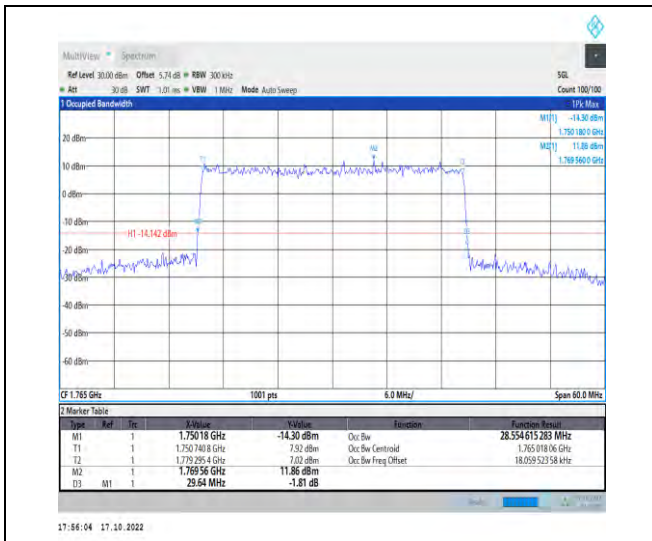 MultiView Spectrum
Ref Level 30.00 dBm Offset 5.74 dB RBW 300 kHz SGL
Att 30 dB SWT 1.01 ms VBW 1 MHz Mode Auto Sweep Count 100/100
1 Occupied Bandwidth 1Pk Max
M1[1] -14.30 dBm
1.750 180 0 GHz
M2[1] 11.86 dBm
1.769 560 0 GHz
20 dBm
M2
T1
10 dBm
0 dBm
-10 dBm
H1 -14.142 dBm
-20 dBm
-30 dBm
-40 dBm
-50 dBm
-60 dBm
CF 1.765 GHz 1001 pts 6.0 MHz/ Span 60.0 MHz
2 Marker Table
Type Ref Trc X-Value Y-Value Function Function Result
M1 1 1.750 18 GHz -14.30 dBm Occ Bw 28.554 615 283 MHz
T1 1 1.750 740 8 GHz 7.92 dBm Occ Bw Centroid 1.765 018 06 GHz
T2 1 1.779 295 4 GHz 7.02 dBm Occ Bw Freq Offset 18.059 523 58 kHz
M2 1 1.769 56 GHz 11.86 dBm
D3 M1 1 29.64 MHz -1.81 dB
17:56:04 17.10.2022